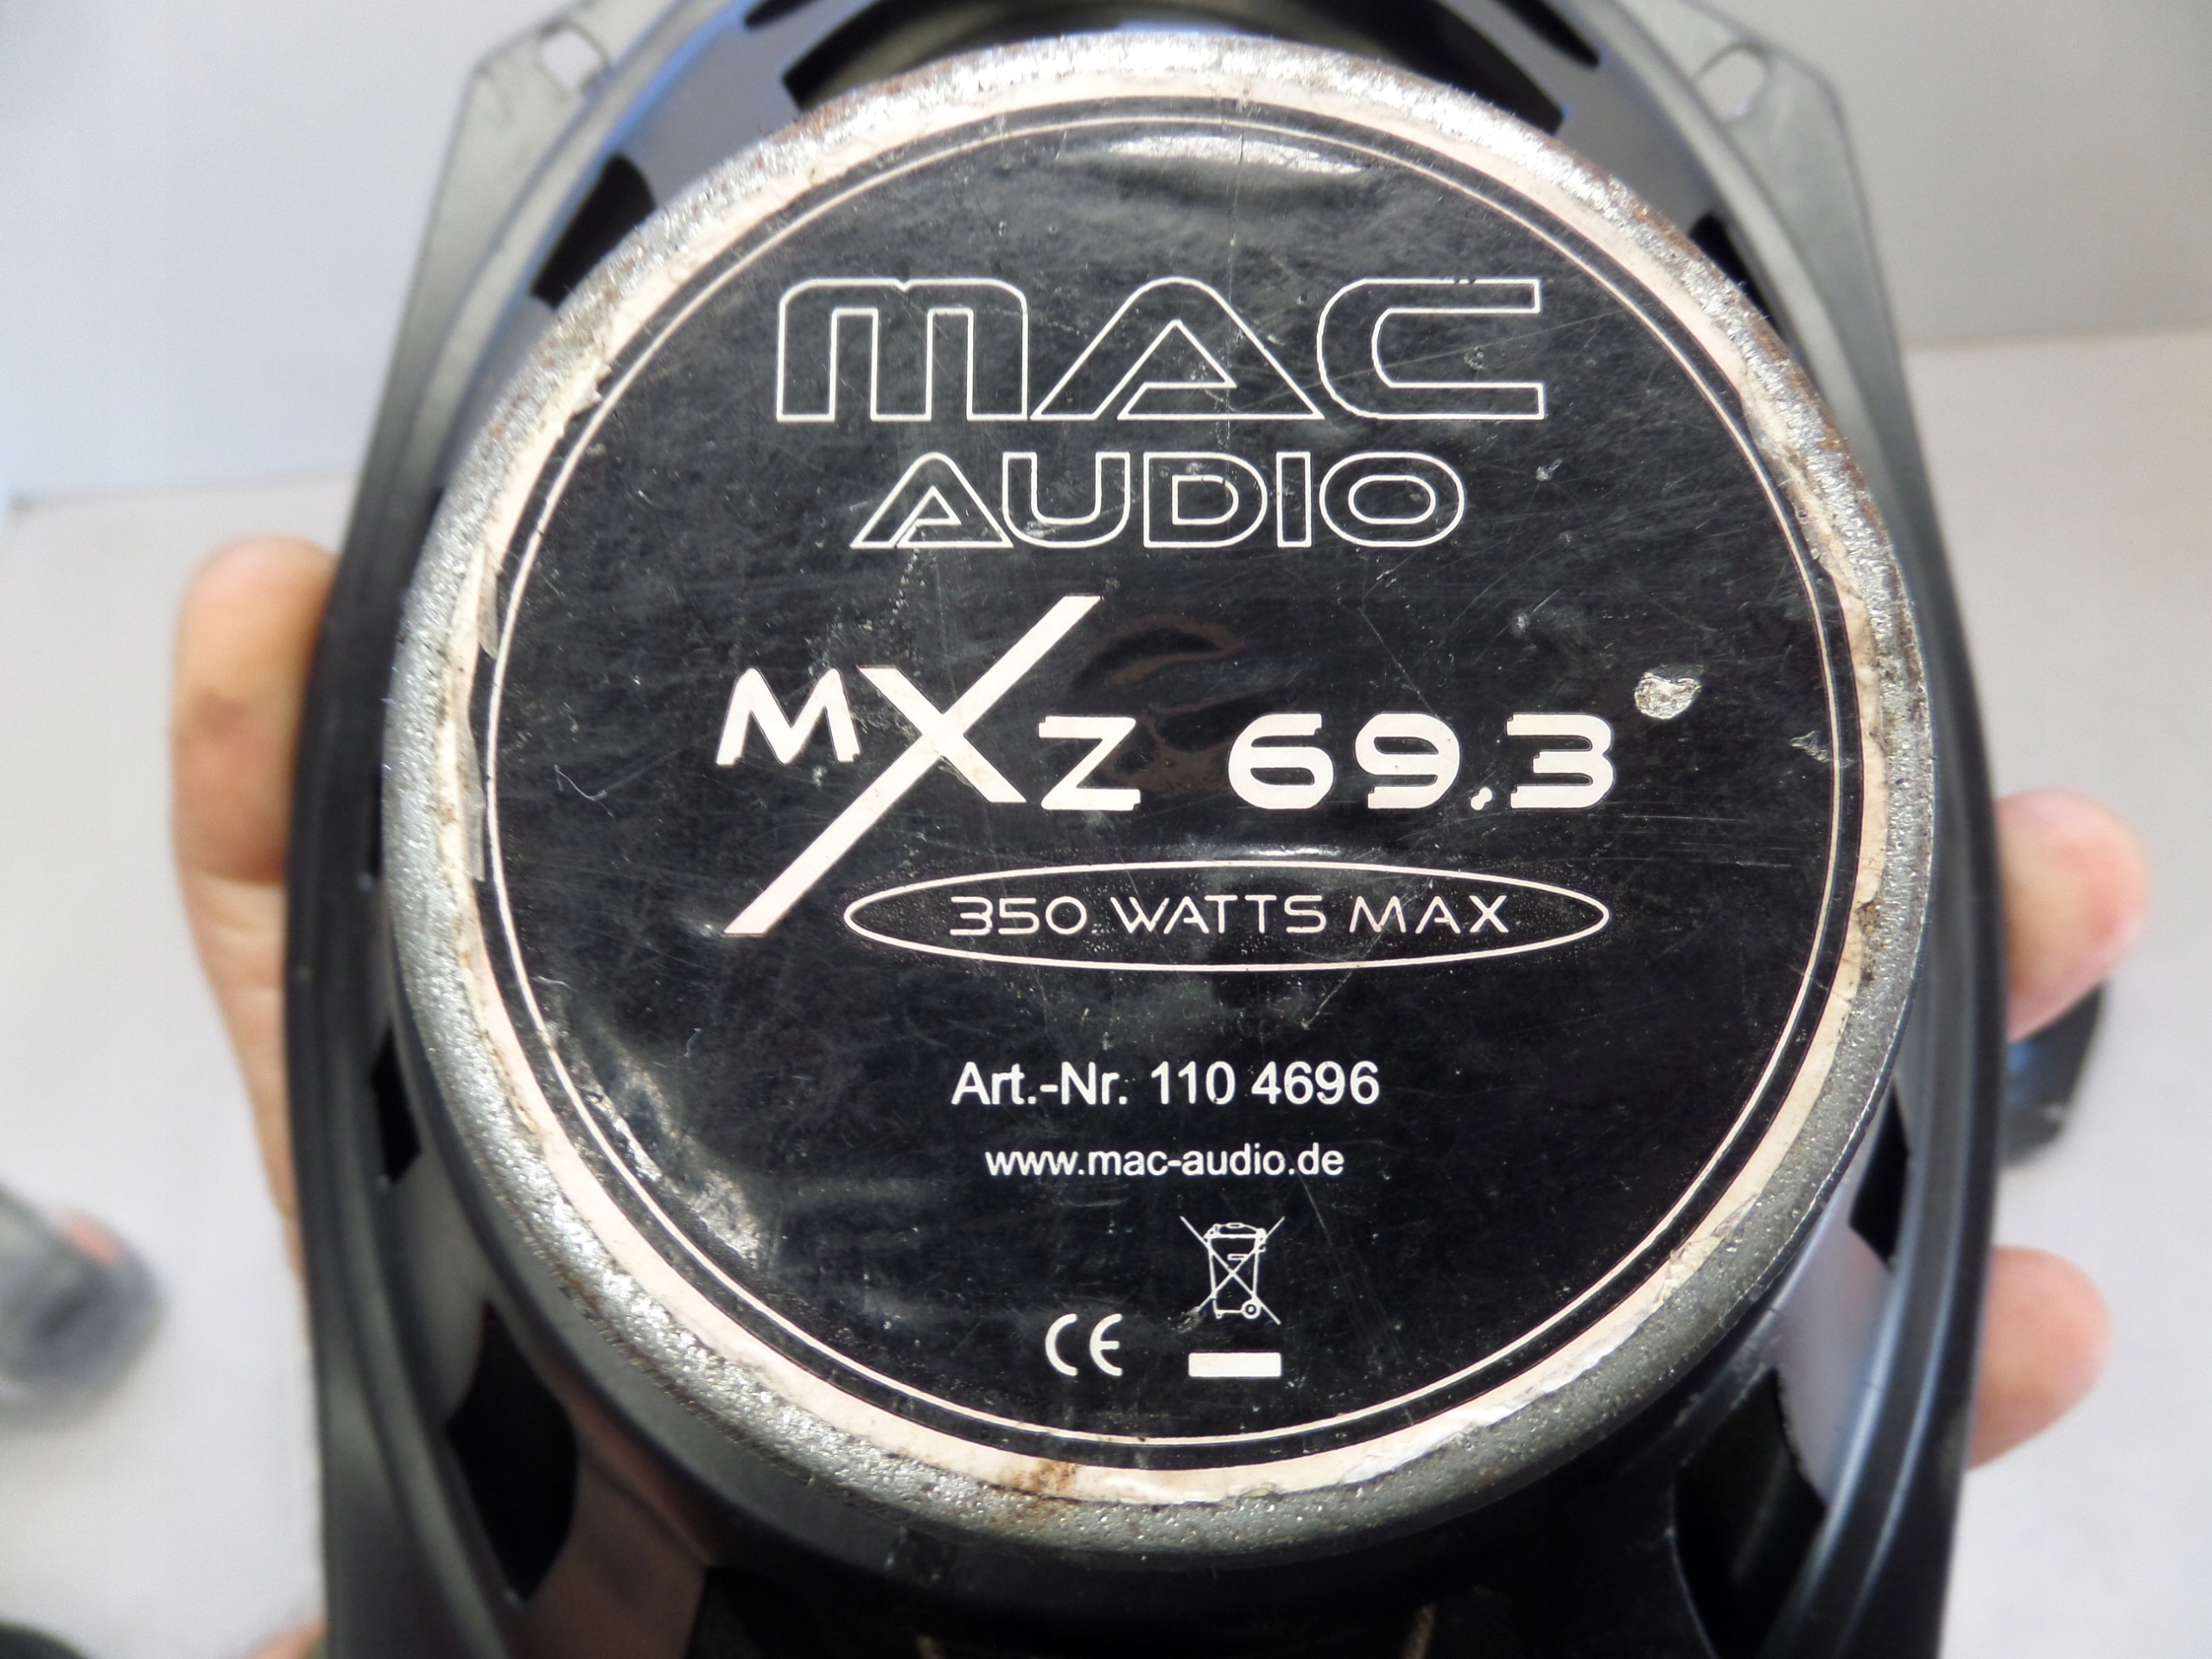 MAC
AUDIO
MXZ 69.3
350 WATTS MAX
Art.-Nr. 110 4696
www.mac-audio.de
CE